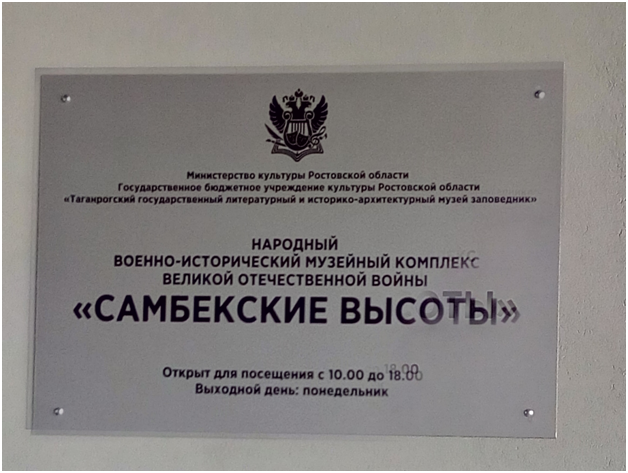 Министерство культуры Ростовской области
Государственное бюджетное учреждение культуры Ростовской области
«Таганрогский государственный литературный и историко-архитектурный музей заповедник»
НАРОДНЫЙ
ВОЕННО-ИСТОРИЧЕСКИЙ МУЗЕЙНЫЙ КОМПЛЕКС
ВЕЛИКОЙ ОТЕЧЕСТВЕННОЙ ВОЙНЫ
«САМБЕКСКИЕ ВЫСОТЫ»
Открыт для посещения с 10.00 до 18.00
Выходной день: понедельник